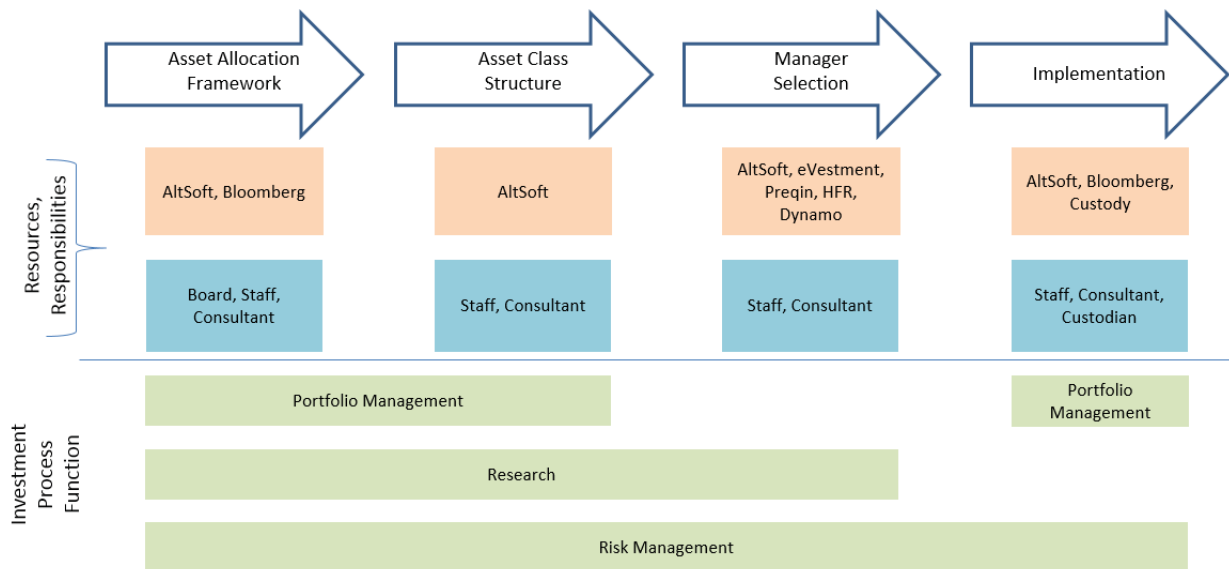 Asset Allocation
Framework
Asset Class
Structure
Manager
Selection
Implementation
Resources,
Responsibilities
AltSoft, Bloomberg
AltSoft
AltSoft, eVestment,
Preqin, HFR,
Dynamo
AltSoft, Bloomberg,
Custody
Board, Staff,
Consultant
Staff, Consultant
Staff, Consultant
Staff, Consultant,
Custodian
Investment
Process
Function
Portfolio Management
Portfolio
Management
Research
Risk Management